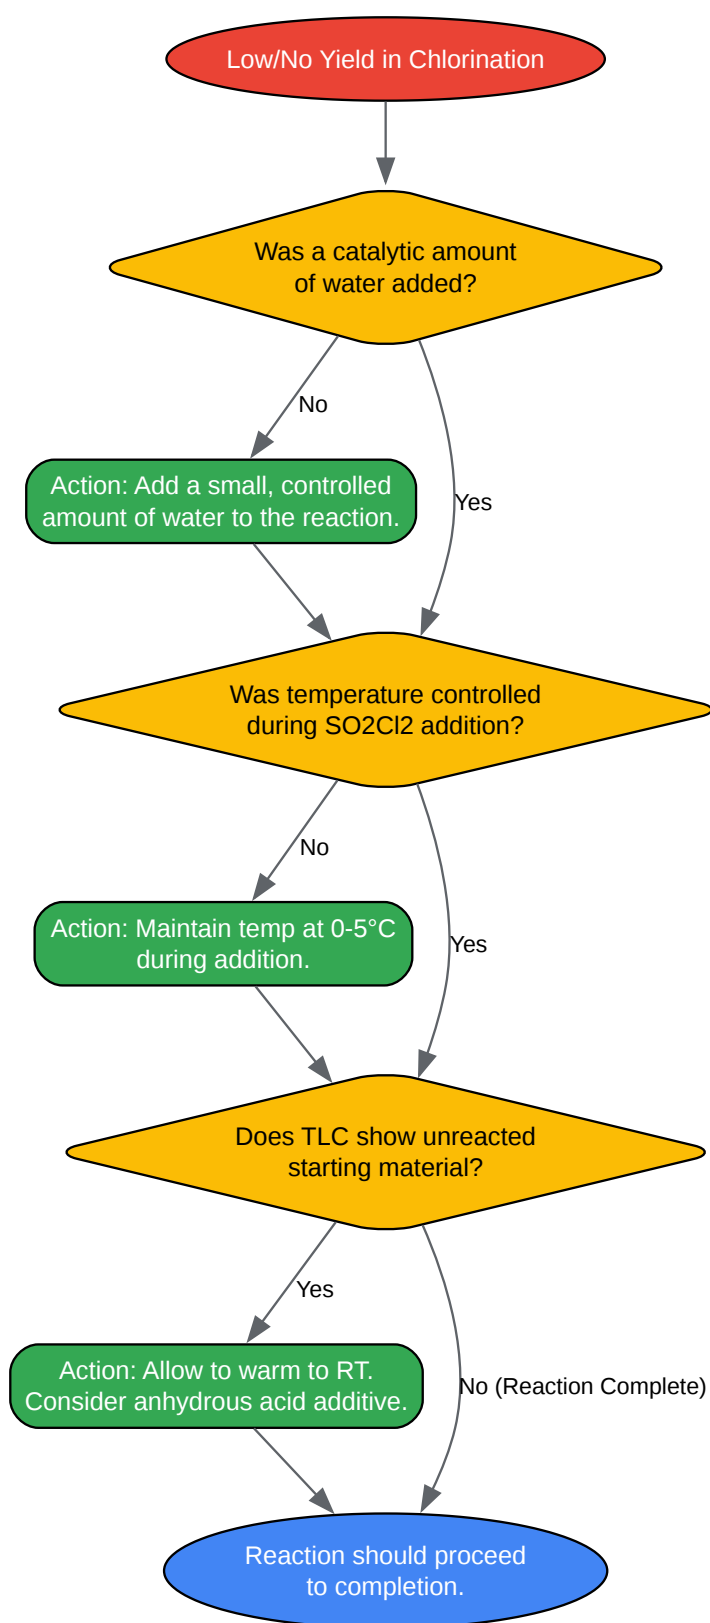 Low/No Yield in Chlorination
Was a catalytic amount
of water added?
No
Action: Add a small, controlled
amount of water to the reaction.
Yes
Was temperature controlled
during SO2Cl2 addition?
No
Action: Maintain temp at 0-5°C
during addition.
Yes
Does TLC show unreacted
starting material?
Yes
Action: Allow to warm to RT.
Consider anhydrous acid additive.
No (Reaction Complete)
Reaction should proceed
to completion.